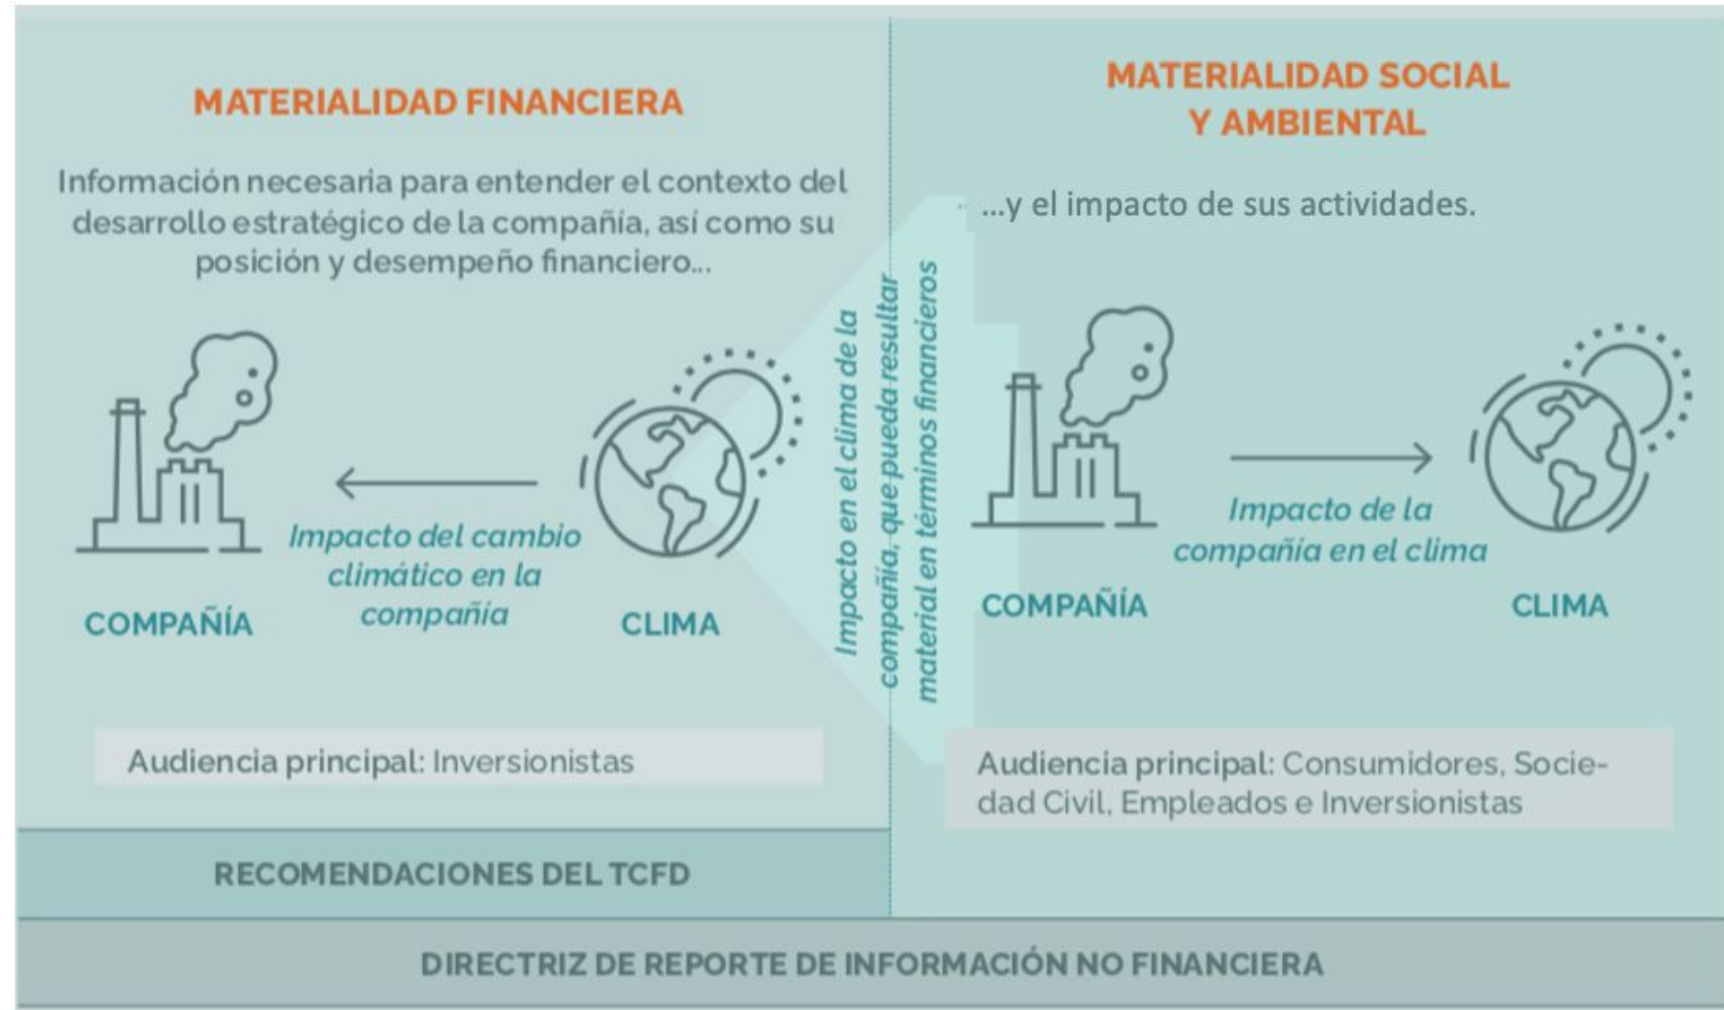 MATERIALIDAD FINANCIERA
Información necesaria para entender el contexto del
desarrollo estratégico de la compañía, así como su
posición y desempeño financiero...
Impacto del cambio
climático en la
compañía
COMPAÑÍA
CLIMA
Audiencia principal: Inversionistas
RECOMENDACIONES DEL TCFD
Impacto en el clima de la
compañía, que pueda resultar
material en términos financieros
MATERIALIDAD SOCIAL
Y AMBIENTAL
...y el impacto de sus actividades.
Impacto de la
compañía en el clima
COMPAÑÍA
CLIMA
Audiencia principal: Consumidores, Socie-
dad Civil, Empleados e Inversionistas
DIRECTRIZ DE REPORTE DE INFORMACIÓN NO FINANCIERA